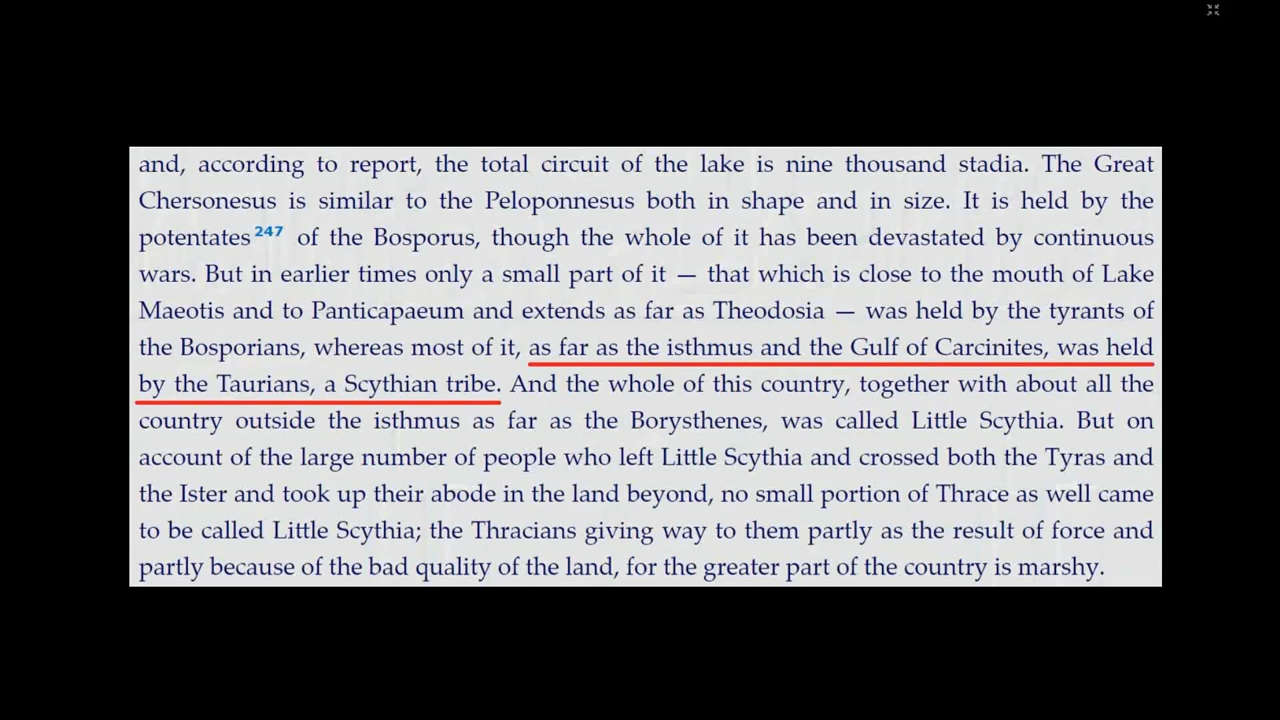 and, according to report, the total circuit of the lake is nine thousand stadia. The Great
Chersonesus is similar to the Peloponnesus both in shape and in size. It is held by the
potentates 247 of the Bosporus, though the whole of it has been devastated by continuous
wars. But in earlier times only a small part of it — that which is close to the mouth of Lake
Maeotis and to Panticapaeum and extends as far as Theodosia — was held by the tyrants of
the Bosporians, whereas most of it, as far as the isthmus and the Gulf of Carcinites, was held
by the Taurians, a Scythian tribe. And the whole of this country, together with about all the
country outside the isthmus as far as the Borysthenes, was called Little Scythia. But on
account of the large number of people who left Little Scythia and crossed both the Tyras and
the Ister and took up their abode in the land beyond, no small portion of Thrace as well came
to be called Little Scythia; the Thracians giving way to them partly as the result of force and
partly because of the bad quality of the land, for the greater part of the country is marshy.